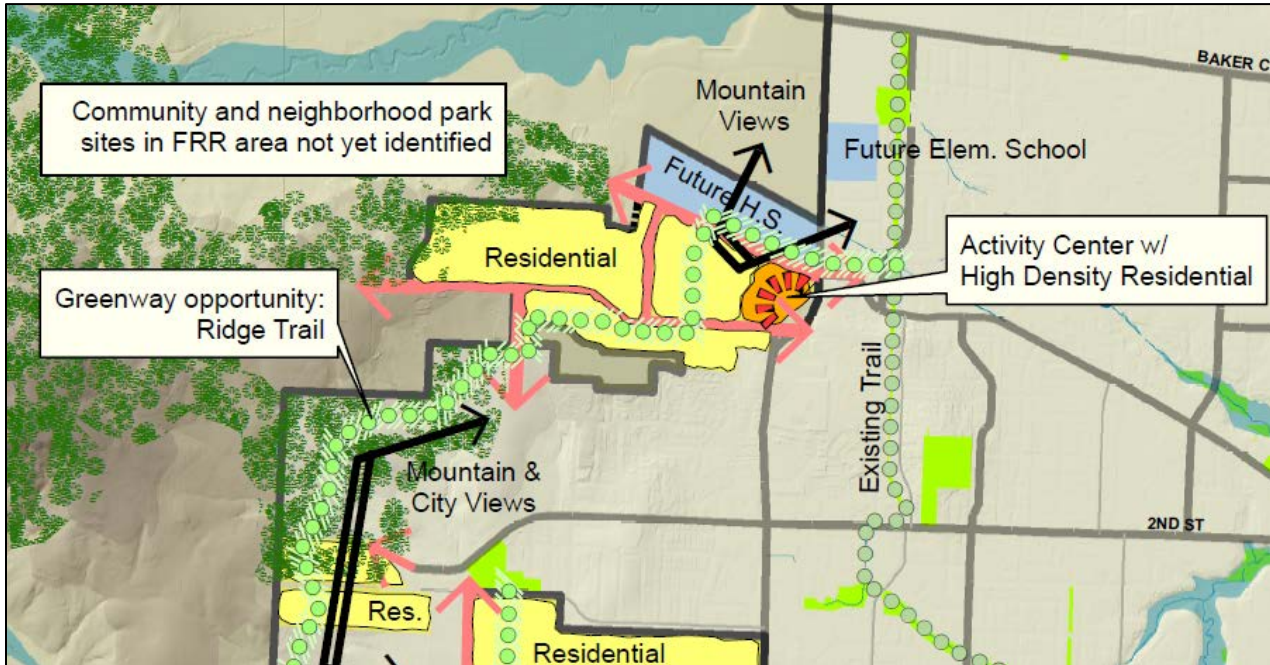 BAKER C
Community and neighborhood park
sites in FRR area not yet identified
Mountain
Views
Future Elem. School
Future H.S.
Residential
Activity Center w/
High Density Residential
Greenway opportunity:
Ridge Trail
Existing Trail
Mountain &
City Views
2ND ST
Res.
Residential